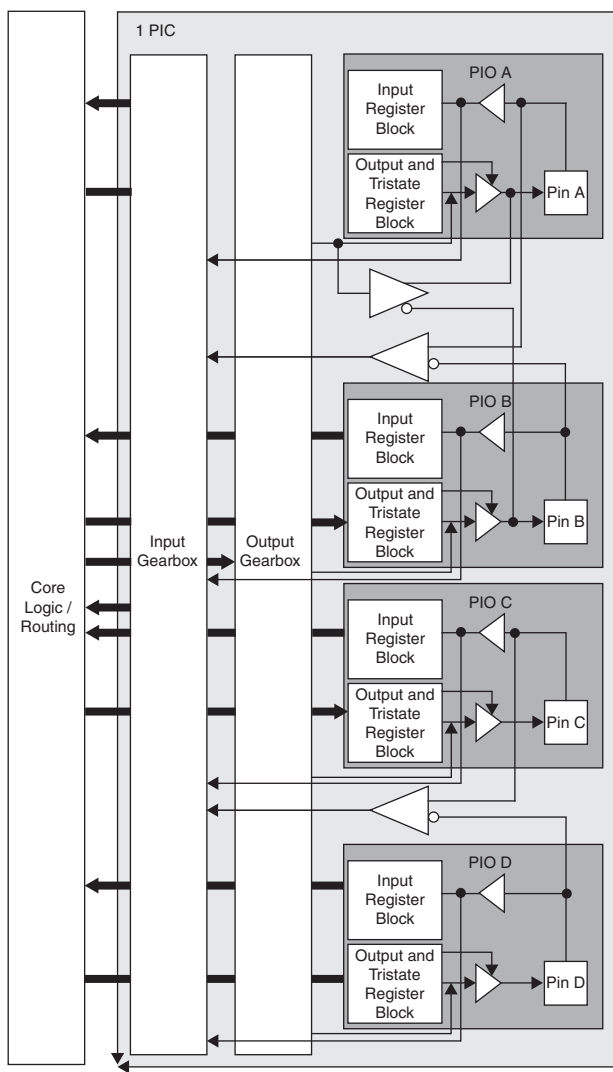 1 PIC
PIO A
Input
Register
Block
Output and
Tristate
Register
Block
Pin A
PIO B
Input
Register
Block
Output and
Tristate
Register
Block
Pin B
Input
Gearbox
Output
Gearbox
Core
Logic /
Routing
PIO C
Input
Register
Block
Output and
Tristate
Register
Block
Pin C
PIO D
Input
Register
Block
Output and
Tristate
Register
Block
Pin D